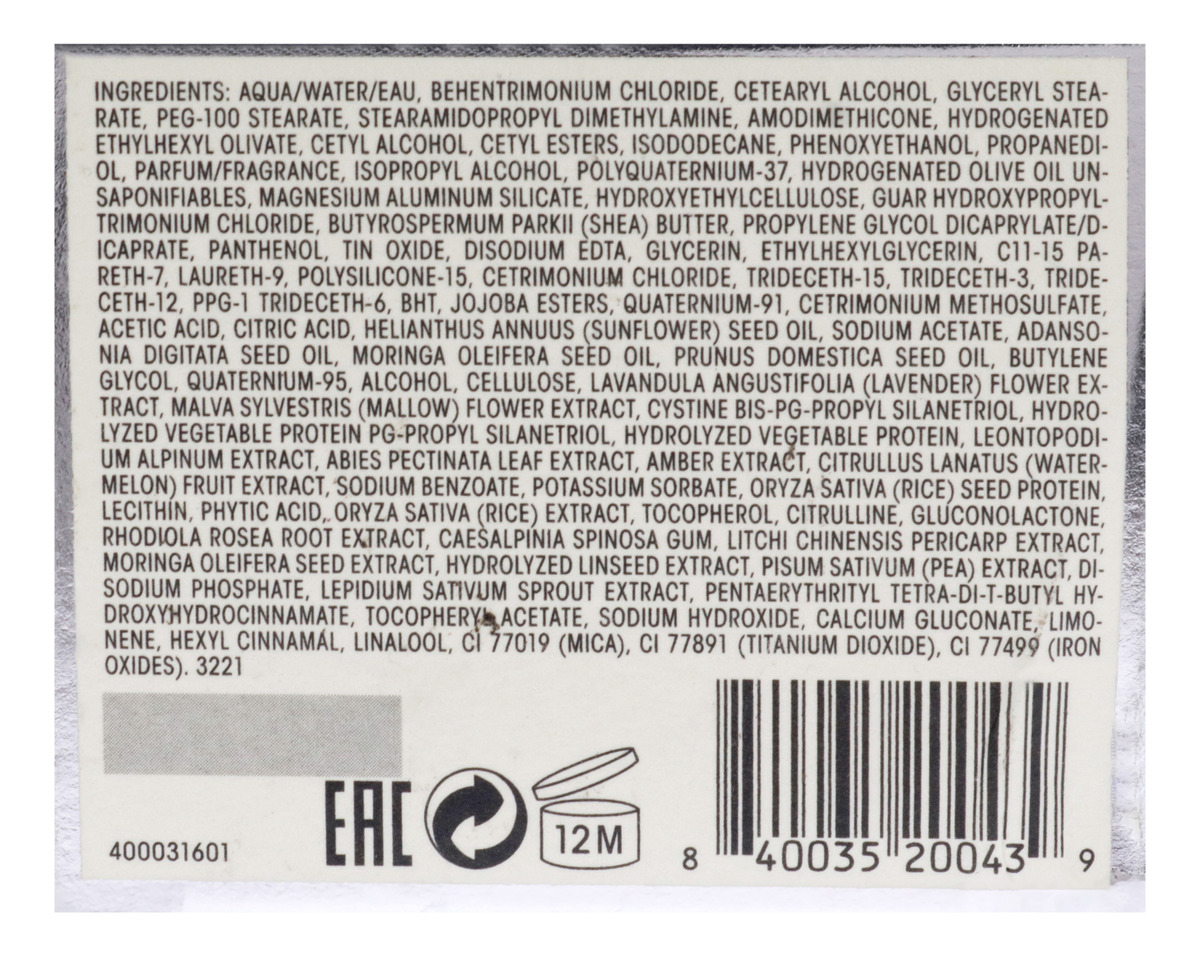 INGREDIENTS: AQUA/WATER/EAU, BEHENTRIMONIUM CHLORIDE, CETEARYL ALCOHOL, GLYCERYL STEA-
RATE, PEG-100 STEARATE, STEARAMIDOPROPYL DIMETHYLAMINE, AMODIMETHICONE, HYDROGENATED
ETHYLHEXYL OLIVATE, CETYL ALCOHOL, CETYL ESTERS, ISODODECANE, PHENOXYETHANOL, PROPANEDI-
OL, PARFUM/FRAGRANCE, ISOPROPYL ALCOHOL, POLYQUATERNIUM-37, HYDROGENATED OLIVE OIL UN-
SAPONIFIABLES, MAGNESIUM ALUMINUM SILICATE, HYDROXYETHYLCELLULOSE, GUAR HYDROXYPROPYL-
TRIMONIUM CHLORIDE, BUTYROSPERMUM PARKII (SHEA) BUTTER, PROPYLENE GLYCOL DICAPRYLATE/D-
ICAPRATE, PANTHENOL, TIN OXIDE, DISODIUM EDTA, GLYCERIN, ETHYLHEXYLGLYCERIN, C11-15 PA-
RETH-7, LAURETH-9, POLYSILICONE-15, CETRIMONIUM CHLORIDE, TRIDECETH-15, TRIDECETH-3, TRIDE-
CETH-12, PPG-1 TRIDECETH-6, BHT, JOJOBA ESTERS, QUATERNIUM-91, CETRIMONIUM METHOSULFATE,
ACETIC ACID, CITRIC ACID, HELIANTHUS ANNUUS (SUNFLOWER) SEED OIL, SODIUM ACETATE, ADANSO-
NIA DIGITATA SEED OIL, MORINGA OLEIFERA SEED OIL, PRUNUS DOMESTICA SEED OIL, BUTYLENE
GLYCOL, QUATERNIUM-95, ALCOHOL, CELLULOSE, LAVANDULA ANGUSTIFOLIA (LAVENDER) FLOWER EX-
TRACT, MALVA SYLVESTRIS (MALLOW) FLOWER EXTRACT, CYSTINE BIS-PG-PROPYL SILANETRIOL, HYDRO-
LYZED VEGETABLE PROTEIN PG-PROPYL SILANETRIOL, HYDROLYZED VEGETABLE PROTEIN, LEONTOPODI-
UM ALPINUM EXTRACT, ABIES PECTINATA LEAF EXTRACT, AMBER EXTRACT, CITRULLUS LANATUS (WATER-
MELON) FRUIT EXTRACT, SODIUM BENZOATE, POTASSIUM SORBATE, ORYZA SATIVA (RICE) SEED PROTEIN,
LECITHIN, PHYTIC ACID, ORYZA SATIVA (RICE) EXTRACT, TOCOPHEROL, CITRULLINE, GLUCONOLACTONE,
RHODIOLA ROSEA ROOT EXTRACT, CAESALPINIA SPINOSA GUM, LITCHI CHINENSIS PERICARP EXTRACT,
MORINGA OLEIFERA SEED EXTRACT, HYDROLYZED LINSEED EXTRACT, PISUM SATIVUM (PEA) EXTRACT, DI-
SODIUM PHOSPHATE, LEPIDIUM SATIVUM SPROUT EXTRACT, PENTAERYTHRITYL TETRA-DI-T-BUTYL HY-
DROXYHYDROCINNAMATE, TOCOPHERYL ACETATE, SODIUM HYDROXIDE, CALCIUM GLUCONATE, LIMO-
NENE, HEXYL CINNAMAL, LINALOOL, CI 77019 (MICA), CI 77891 (TITANIUM DIOXIDE), CI 77499 (IRON
OXIDES). 3221
400031601 EAC 12 M 8 40035 20043 9